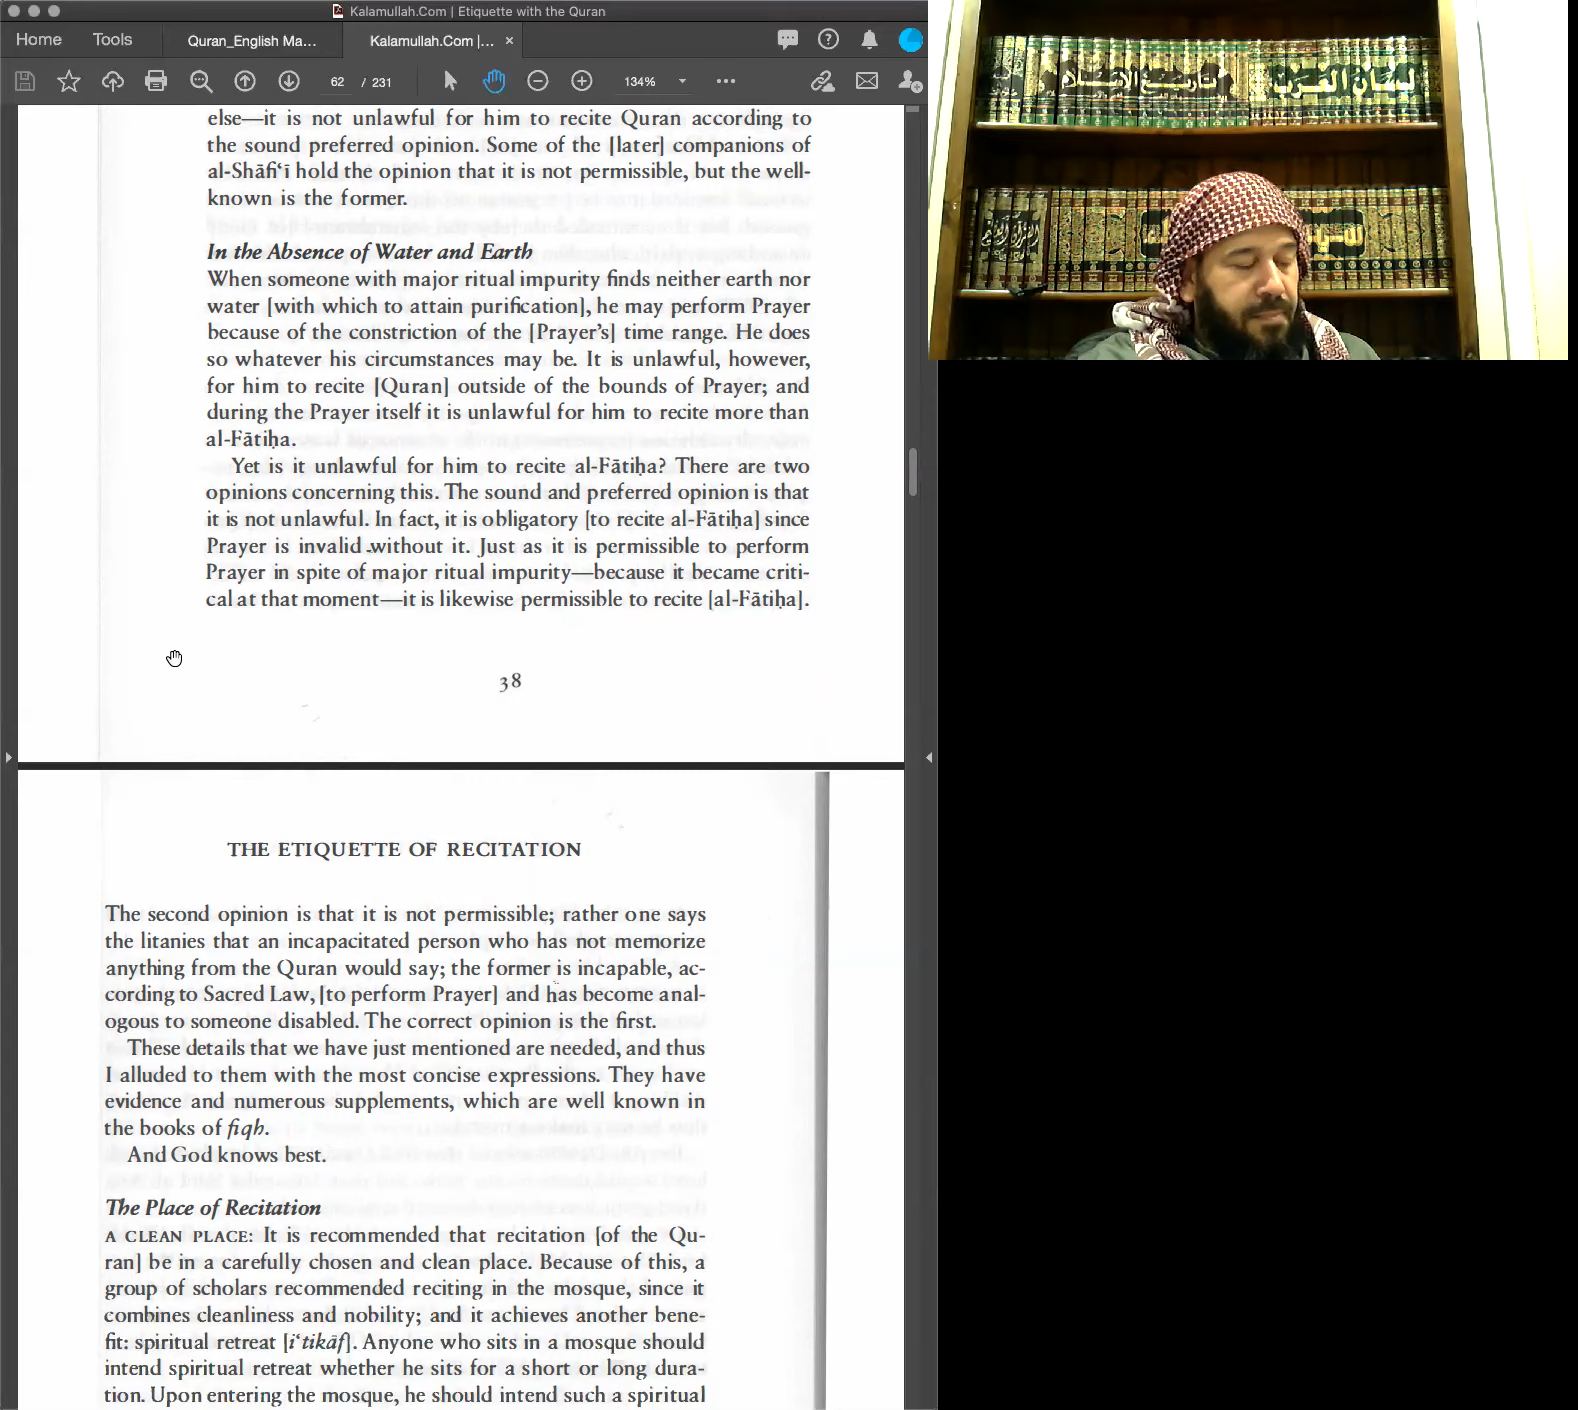 Kalamullah.Com | Etiquette with the Quran
Home Tools Quran_English Ma... Kalamullah.Com |... ×
62 / 231 134%
else—it is not unlawful for him to recite Quran according to
the sound preferred opinion. Some of the [later] companions of
al-Shāfiʿī hold the opinion that it is not permissible, but the well-
known is the former.
In the Absence of Water and Earth
When someone with major ritual impurity finds neither earth nor
water [with which to attain purification], he may perform Prayer
because of the constriction of the [Prayer's] time range. He does
so whatever his circumstances may be. It is unlawful, however,
for him to recite [Quran] outside of the bounds of Prayer; and
during the Prayer itself it is unlawful for him to recite more than
al-Fātiḥa.
Yet is it unlawful for him to recite al-Fātiḥa? There are two
opinions concerning this. The sound and preferred opinion is that
it is not unlawful. In fact, it is obligatory [to recite al-Fātiḥa] since
Prayer is invalid without it. Just as it is permissible to perform
Prayer in spite of major ritual impurity—because it became criti-
cal at that moment—it is likewise permissible to recite [al-Fātiḥa].
38
THE ETIQUETTE OF RECITATION
The second opinion is that it is not permissible; rather one says
the litanies that an incapacitated person who has not memorize
anything from the Quran would say; the former is incapable, ac-
cording to Sacred Law, [to perform Prayer] and has become anal-
ogous to someone disabled. The correct opinion is the first.
These details that we have just mentioned are needed, and thus
I alluded to them with the most concise expressions. They have
evidence and numerous supplements, which are well known in
the books of fiqh.
And God knows best.
The Place of Recitation
A CLEAN PLACE: It is recommended that recitation [of the Qu-
ran] be in a carefully chosen and clean place. Because of this, a
group of scholars recommended reciting in the mosque, since it
combines cleanliness and nobility; and it achieves another bene-
fit: spiritual retreat [iʿtikāf]. Anyone who sits in a mosque should
intend spiritual retreat whether he sits for a short or long dura-
tion. Upon entering the mosque, he should intend such a spiritual
تاريخ الإسلام
لسان العرب